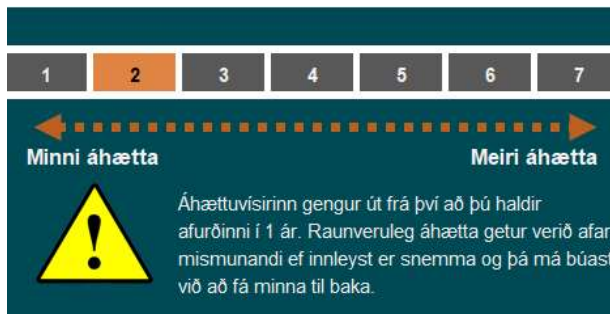 1 2 3 4 5 6 7
Minni áhætta Meiri áhætta
Áhættuvísirinn gengur út frá því að þú haldir
afurðinni í 1 ár. Raunveruleg áhætta getur verið afar
mismunandi ef innleyst er snemma og þá má búast
við að fá minna til baka.